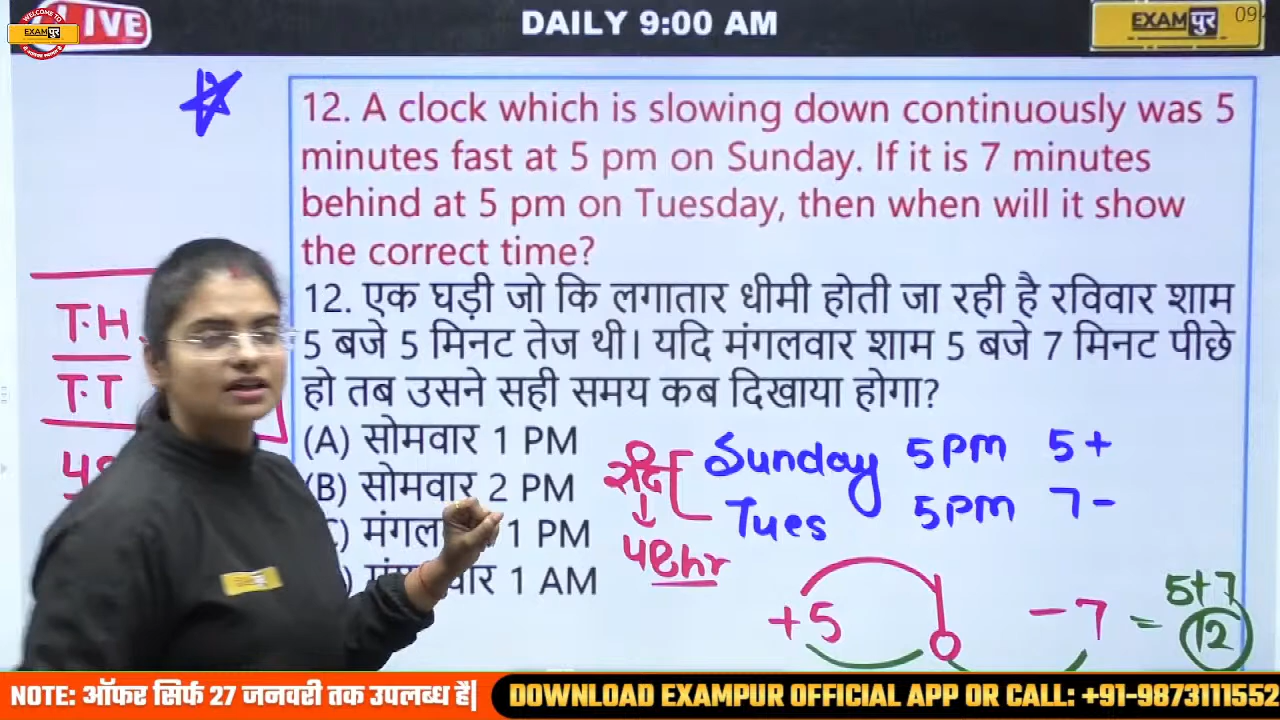 WELCOME TO
EXAMपुर
LIVE
DAILY 9:00 AM
EXAMपुर
09
12. A clock which is slowing down continuously was 5
minutes fast at 5 pm on Sunday. If it is 7 minutes
behind at 5 pm on Tuesday, then when will it show
the correct time?
12. एक घड़ी जो कि लगातार धीमी होती जा रही है रविवार शाम
5 बजे 5 मिनट तेज थी। यदि मंगलवार शाम 5 बजे 7 मिनट पीछे
हो तब उसने सही समय कब दिखाया होगा?
(A) सोमवार 1 PM
(B) सोमवार 2 PM
) मंगल 1 PM
) वार 1 AM
T.H
T.T
48
Sunday 5pm 5+
Tues 5pm 7-
48hr
+5 0 -7 = 5+7
12
NOTE: ऑफर सिर्फ 27 जनवरी तक उपलब्ध है|
DOWNLOAD EXAMPUR OFFICIAL APP OR CALL: +91-9873111552